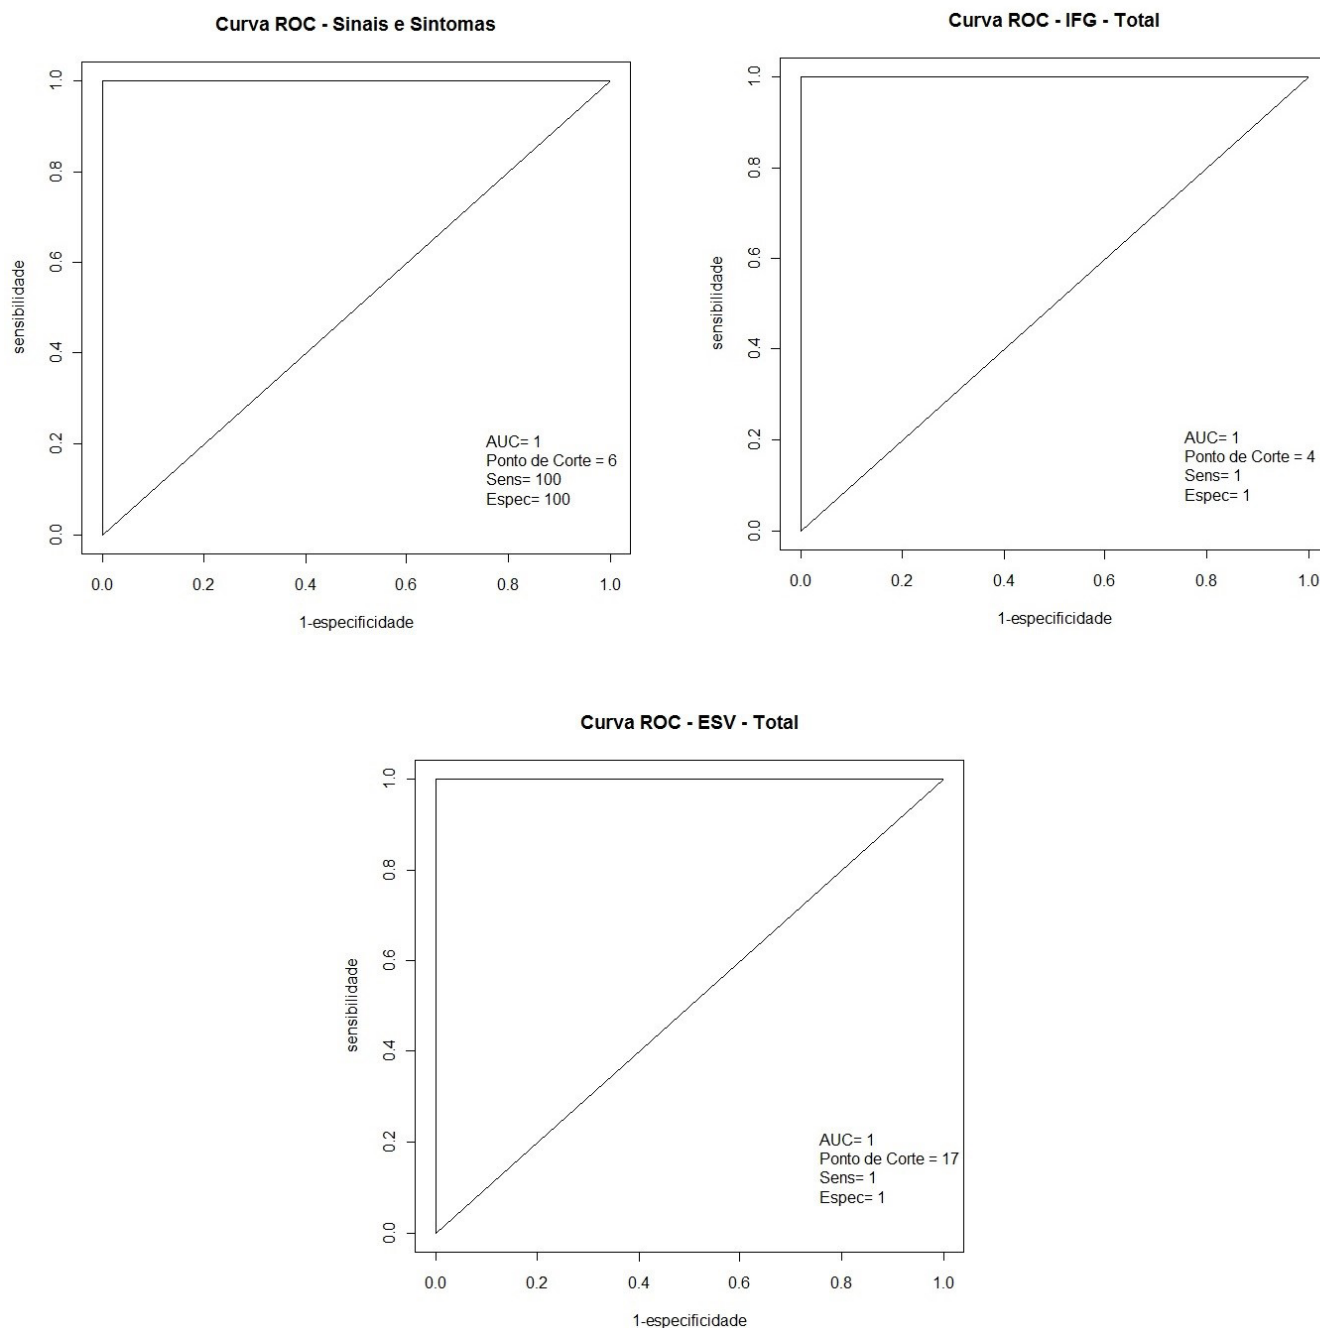 Curva ROC - Sinais e Sintomas
1.0
0.8
0.6
0.4
0.2
0.0
sensibilidade
AUC= 1
Ponto de Corte = 6
Sens= 100
Espec= 100
0.0 0.2 0.4 0.6 0.8 1.0
1-especificidade
Curva ROC - IFG - Total
1.0
0.8
0.6
0.4
0.2
0.0
sensibilidade
AUC= 1
Ponto de Corte = 4
Sens= 1
Espec= 1
0.0 0.2 0.4 0.6 0.8 1.0
1-especificidade
Curva ROC - ESV - Total
1.0
0.8
0.6
0.4
0.2
0.0
sensibilidade
AUC= 1
Ponto de Corte = 17
Sens= 1
Espec= 1
0.0 0.2 0.4 0.6 0.8 1.0
1-especificidade